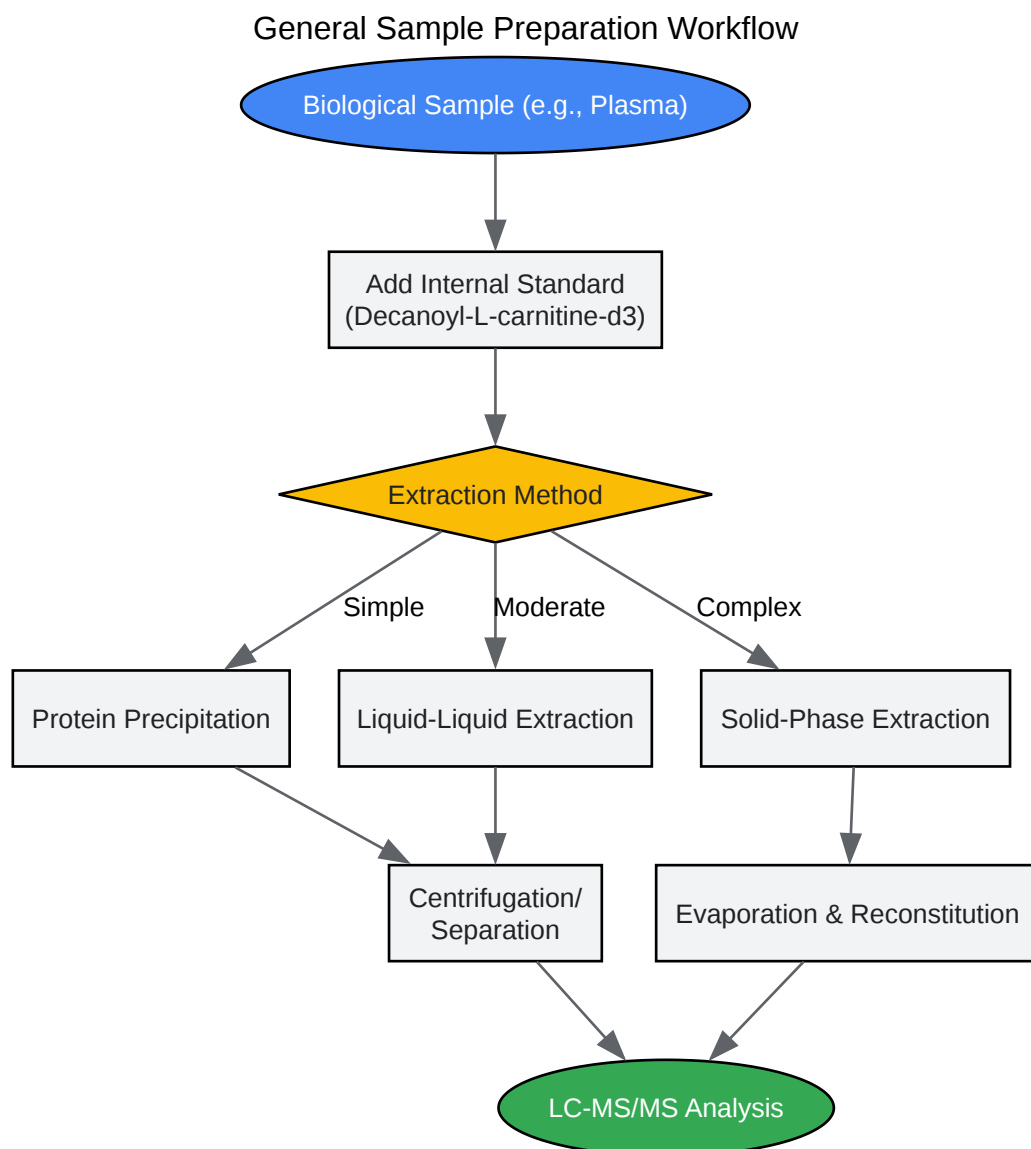 General Sample Preparation Workflow
Biological Sample (e.g., Plasma)
Add Internal Standard
(Decanoyl-L-carnitine-d3)
Extraction Method
Simple
Moderate
Complex
Protein Precipitation
Liquid-Liquid Extraction
Solid-Phase Extraction
Centrifugation/
Separation
Evaporation & Reconstitution
LC-MS/MS Analysis